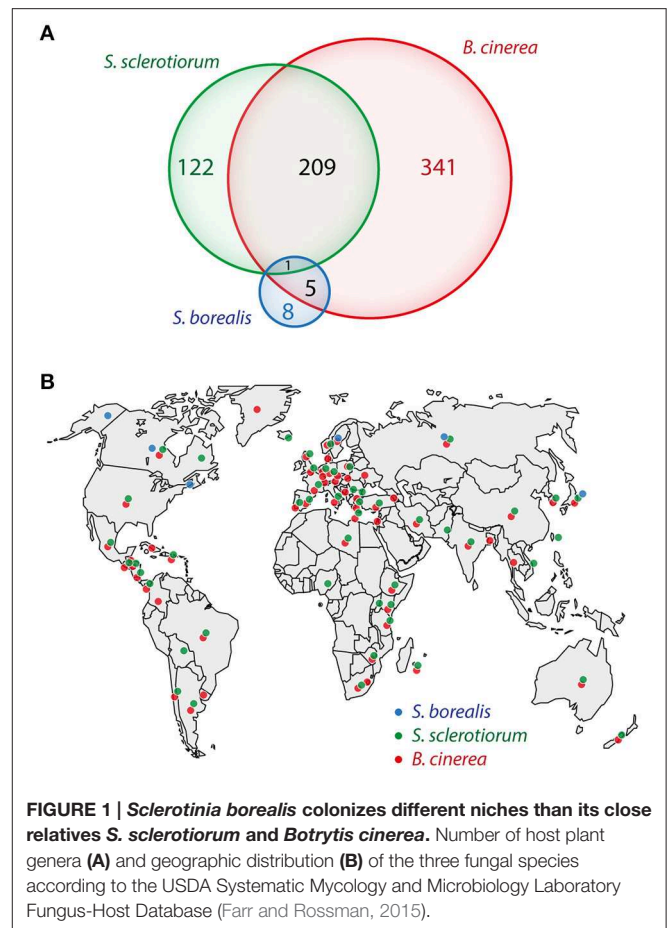 A
S. sclerotiorum
B. cinerea
122
209
341
1
5
8
S. borealis
B
S. borealis
S. sclerotiorum
B. cinerea
FIGURE 1 | Sclerotinia borealis colonizes different niches than its close
relatives S. sclerotiorum and Botrytis cinerea. Number of host plant
genera (A) and geographic distribution (B) of the three fungal species
according to the USDA Systematic Mycology and Microbiology Laboratory
Fungus-Host Database (Farr and Rossman, 2015).